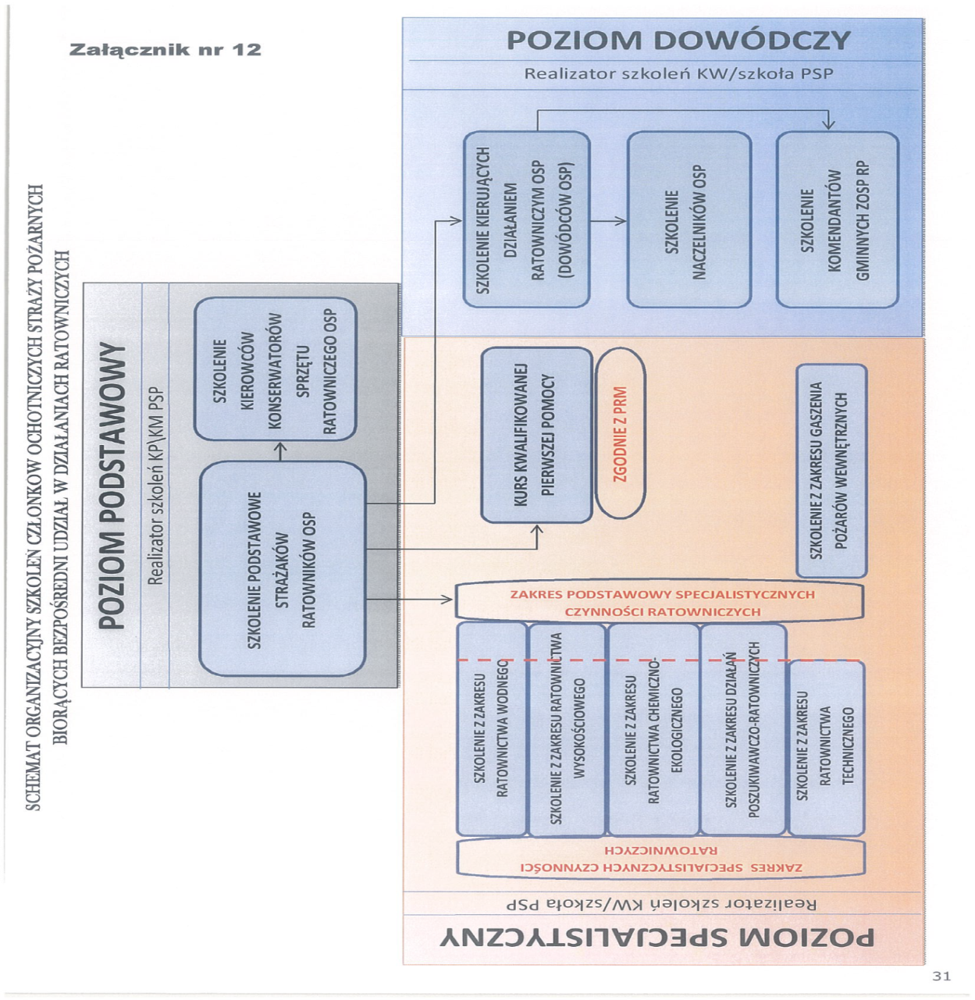 Załącznik nr 12
SCHEMAT ORGANIZACYJNY SZKOLEŃ CZŁONKOW OCHOTNICZYCH STRAŻY POŻARNYCH
BIORĄCYCH BEZPOŚREDNI UDZIAŁ W DZIAŁANIACH RATOWNICZYCH
POZIOM PODSTAWOWY
Realizator szkoleń KP\KM PSP
SZKOLENIE PODSTAWOWE
STRAŻAKÓW
RATOWNIKÓW OSP
SZKOLENIE
KIEROWCÓW
KONSERWATORÓW
SPRZĘTU
RATOWNICZEGO OSP
POZIOM DOWÓDCZY
Realizator szkoleń KW/szkoła PSP
SZKOLENIE KIERUJĄCYCH
DZIAŁANIEM
RATOWNICZYM OSP
(DOWÓDCÓW OSP)
SZKOLENIE
NACZELNIKÓW OSP
SZKOLENIE
KOMENDANTÓW
GMINNYCH ZOSP RP
KURS KWALIFIKOWANEJ
PIERWSZEJ POMOCY
ZGODNIE Z PRM
SZKOLENIE Z ZAKRESU GASZENIA
POŻARÓW WEWNĘTRZNYCH
ZAKRES PODSTAWOWY SPECJALISTYCZNYCH
CZYNNOŚCI RATOWNICZYCH
SZKOLENIE Z ZAKRESU
RATOWNICTWA WODNEGO
SZKOLENIE Z ZAKRESU RATOWNICTWA
WYSOKOŚCIOWEGO
SZKOLENIE Z ZAKRESU
RATOWNICTWA CHEMICZNO-
EKOLOGICZNEGO
SZKOLENIE Z ZAKRESU DZIAŁAŃ
POSZUKIWAWCZO-RATOWNICZYCH
SZKOLENIE Z ZAKRESU
RATOWNICTWA
TECHNICZNEGO
ZAKRES SPECJALISTYCZNYCH CZYNNOŚCI
RATOWNICZYCH
Realizator szkoleń KW/szkoła PSP
POZIOM SPECJALISTYCZNY
31